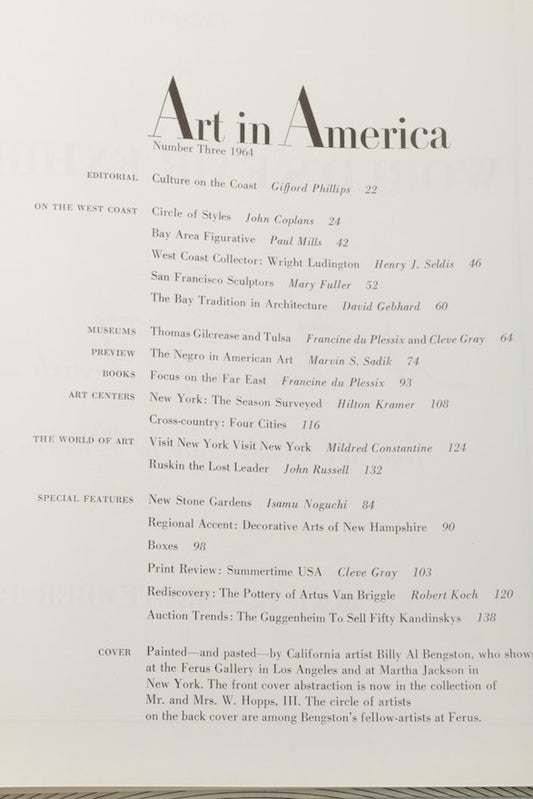 Art in America
Number Three 1964
EDITORIAL Culture on the Coast Gifford Phillips 22
ON THE WEST COAST Circle of Styles John Coplans 24
Bay Area Figurative Paul Mills 42
West Coast Collector: Wright Ludington Henry J. Seldis 46
San Francisco Sculptors Mary Fuller 52
The Bay Tradition in Architecture David Gebhard 60
MUSEUMS Thomas Gilcrease and Tulsa Francine du Plessix and Cleve Gray 64
PREVIEW The Negro in American Art Marvin S. Sadik 74
BOOKS Focus on the Far East Francine du Plessix 93
ART CENTERS New York: The Season Surveyed Hilton Kramer 108
Cross-country: Four Cities 116
THE WORLD OF ART Visit New York Visit New York Mildred Constantine 124
Ruskin the Lost Leader John Russell 132
SPECIAL FEATURES New Stone Gardens Isamu Noguchi 84
Regional Accent: Decorative Arts of New Hampshire 90
Boxes 98
Print Review: Summertime USA Cleve Gray 103
Rediscovery: The Pottery of Artus Van Briggle Robert Koch 120
Auction Trends: The Guggenheim To Sell Fifty Kandinskys 138
COVER Painted—and pasted—by California artist Billy Al Bengston, who show
at the Ferus Gallery in Los Angeles and at Martha Jackson in
New York. The front cover abstraction is now in the collection of
Mr. and Mrs. W. Hopps, III. The circle of artists
on the back cover are among Bengston's fellow-artists at Ferus.